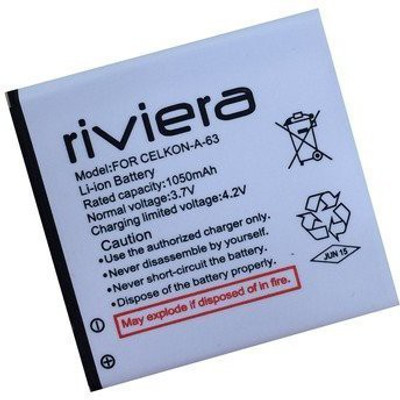 riviera
Model:FOR CELKON-A-63
Li-ion Battery
Rated capacity:1050mAh
Normal voltage:3.7V
Charging limited voltage:4.2V
Caution
• Use the authorized charger only.
• Never disassemble by yourself.
• Never short-circuit the battery.
• Dispose of the battery properly.
May explode if disposed of in fire.
JUN 15